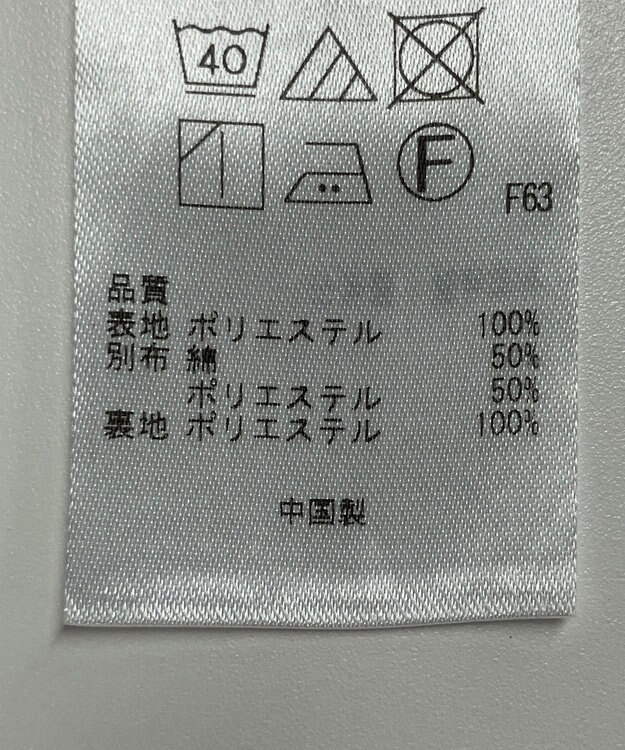 40
F
F63
品質
表地 ポリエステル 100%
別布 綿 50%
ポリエステル 50%
裏地 ポリエステル 100%
中国製